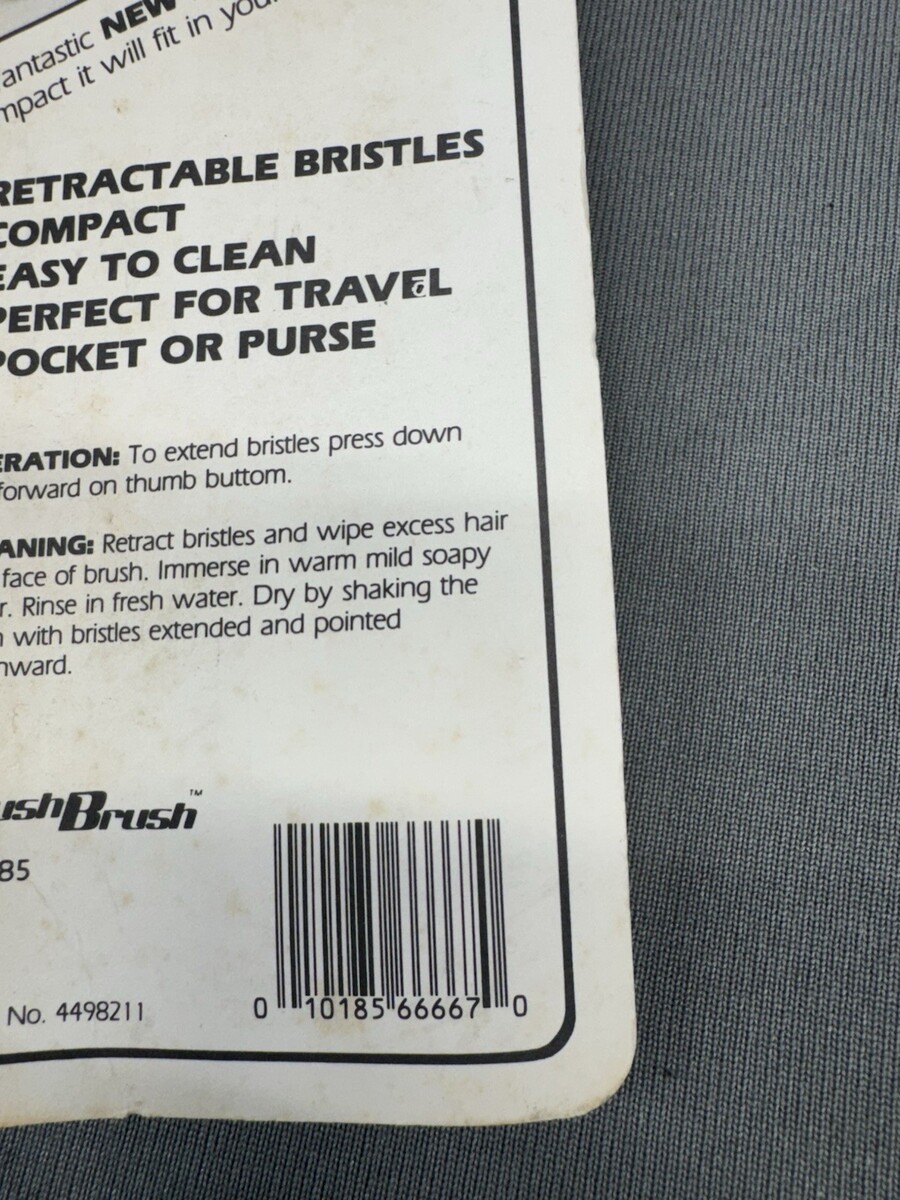 antastic NEW
mpact it will fit in you
RETRACTABLE BRISTLES
COMPACT
EASY TO CLEAN
PERFECT FOR TRAVEL
POCKET OR PURSE
ERATION: To extend bristles press down
forward on thumb buttom.
ANING: Retract bristles and wipe excess hair
face of brush. Immerse in warm mild soapy
r. Rinse in fresh water. Dry by shaking the
h with bristles extended and pointed
nward.
ushBrush™
85
No. 4498211
0 10185 66667 0